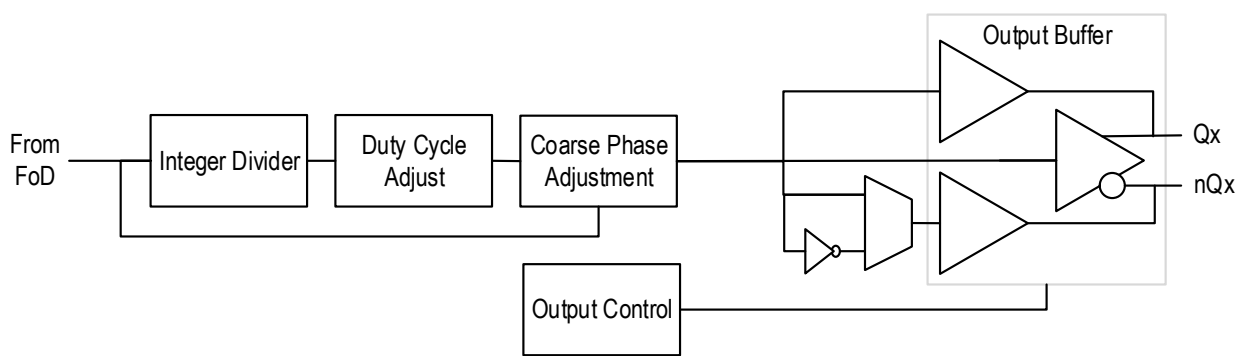 Output Buffer
From
FoD
Integer Divider
Duty Cycle
Adjust
Coarse Phase
Adjustment
Qx
nQx
Output Control